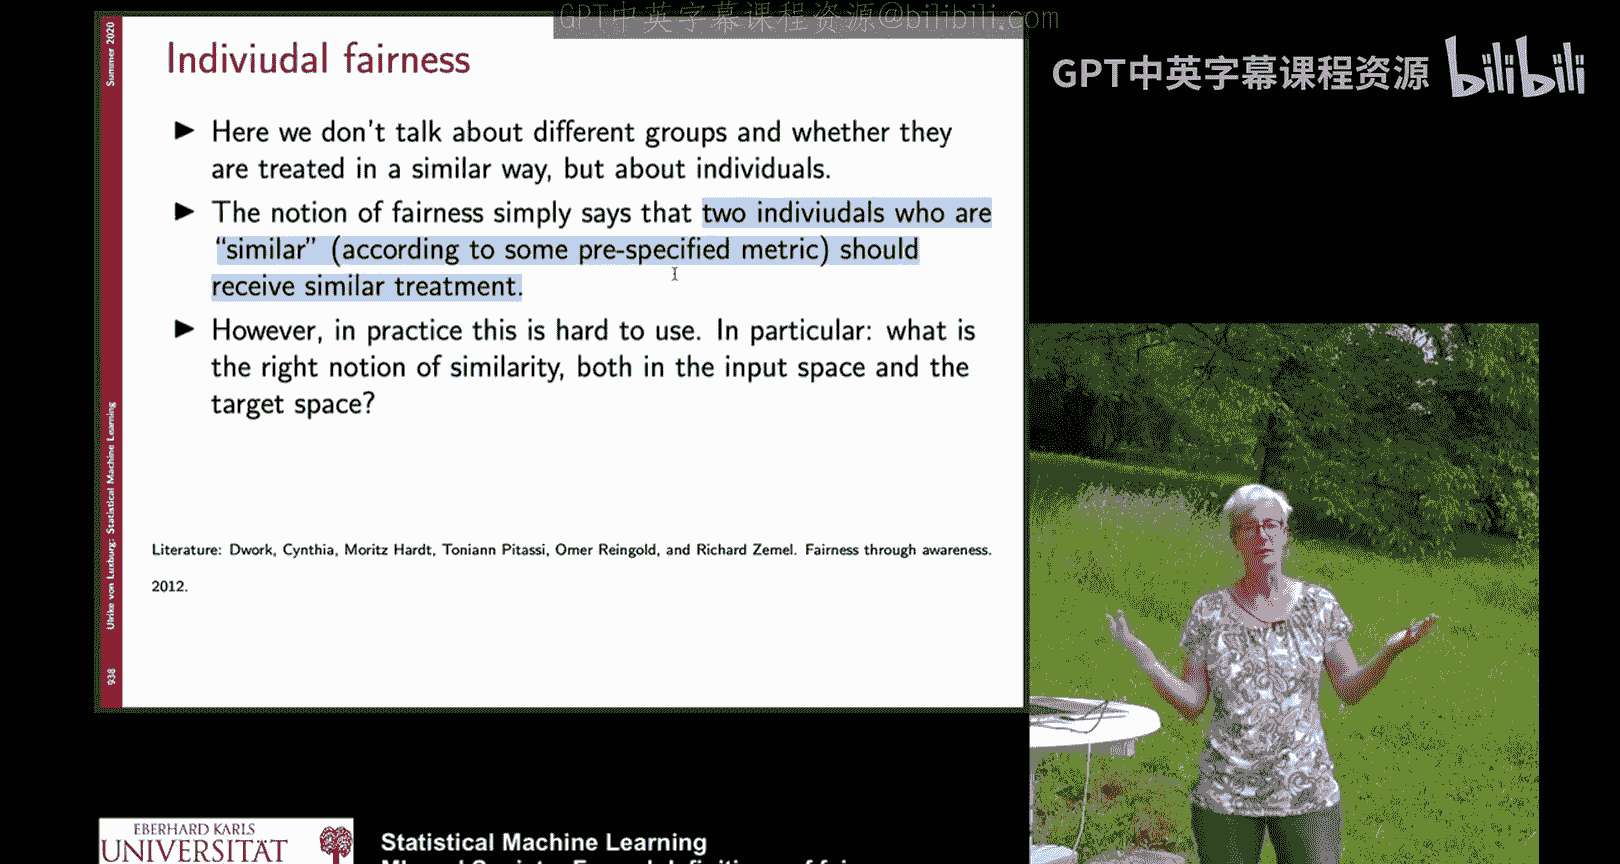 GPT中英字幕课程资源@bilibili.com
GPT中英字幕课程资源 bilibili
Summer 2020
Indiviudal fairness
▶ Here we don't talk about different groups and whether they
are treated in a similar way, but about individuals.
▶ The notion of fairness simply says that two indiviudals who are
“similar” (according to some pre-specified metric) should
receive similar treatment.
▶ However, in practice this is hard to use. In particular: what is
the right notion of similarity, both in the input space and the
target space?
Literature: Dwork, Cynthia, Moritz Hardt, Toniann Pitassi, Omer Reingold, and Richard Zemel. Fairness through awareness.
2012.
Ulrike von Luxburg: Statistical Machine Learning
938
EBERHARD KARLS
UNIVERSITÄT
Statistical Machine Learning